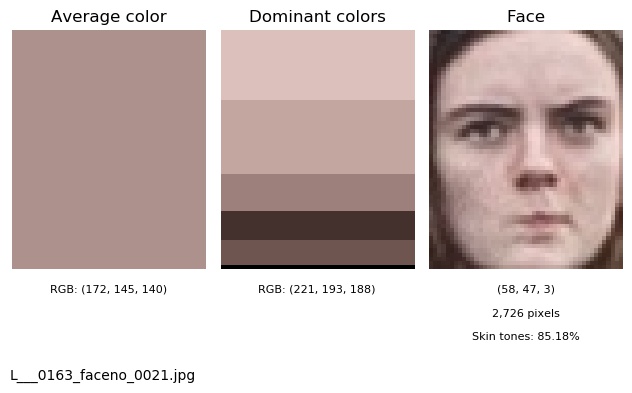 Average color
Dominant colors
Face
RGB: (172, 145, 140)
RGB: (221, 193, 188)
(58, 47, 3)
2,726 pixels
Skin tones: 85.18%
L___0163_faceno_0021.jpg